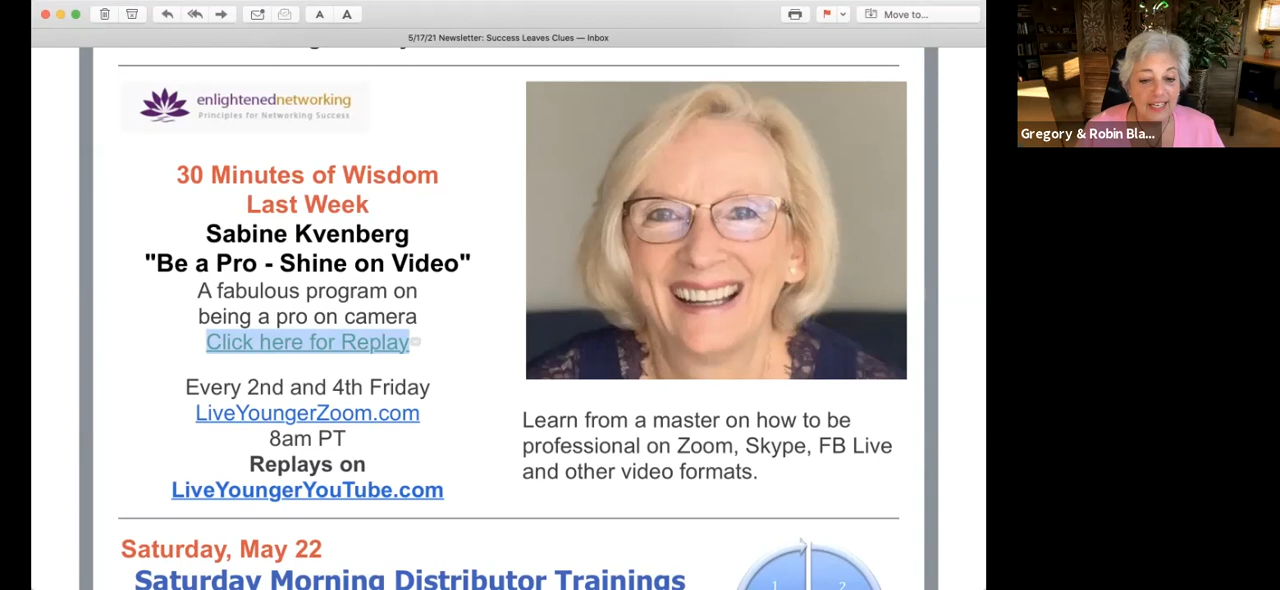 A A
Move to...
5/17/21 Newsletter: Success Leaves Clues — Inbox
enlightenednetworking
Principles for Networking Success
30 Minutes of Wisdom
Last Week
Sabine Kvenberg
"Be a Pro - Shine on Video"
A fabulous program on
being a pro on camera
Click here for Replay
Every 2nd and 4th Friday
LiveYoungerZoom.com
8am PT
Replays on
LiveYoungerYouTube.com
Learn from a master on how to be
professional on Zoom, Skype, FB Live
and other video formats.
Saturday, May 22
Saturday Morning Distributor Trainings
1 2
Gregory & Robin Bla...